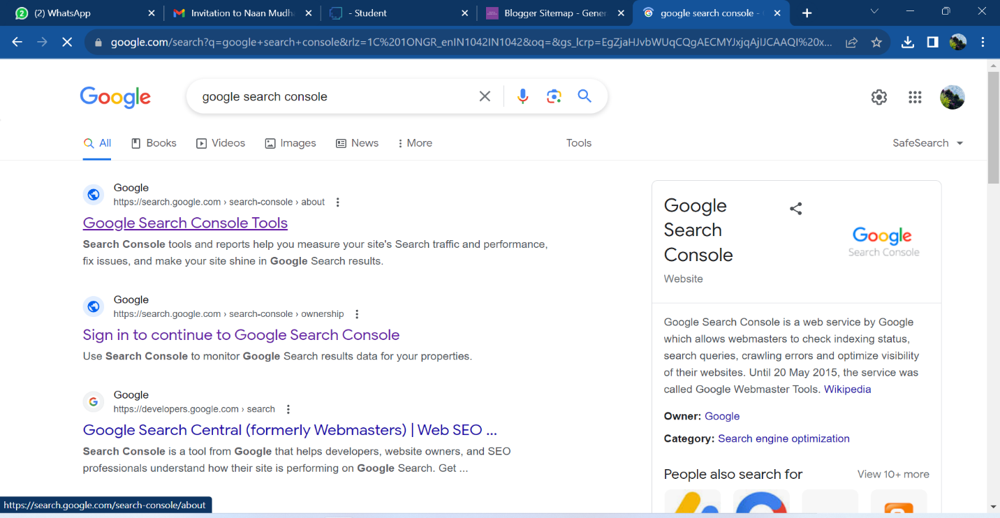 (2) WhatsApp
Invitation to Naan Mudha
- Student
Blogger Sitemap - Gener
google search console -
google.com/search?q=google+search+console&rlz=1C%201ONGR_enIN1042IN1042&oq=&gs_lcrp=EgZjaHJvbWUqCQgAECMYJxjqAjIJCAAQI%20x...
Google
google search console
All
Books
Videos
Images
News
More
Tools
SafeSearch
Google
https://search.google.com › search-console › about
Google Search Console Tools
Search Console tools and reports help you measure your site's Search traffic and performance,
fix issues, and make your site shine in Google Search results.
Google
https://search.google.com › search-console › ownership
Sign in to continue to Google Search Console
Use Search Console to monitor Google Search results data for your properties.
Google
https://developers.google.com › search
Google Search Central (formerly Webmasters) | Web SEO ...
Search Console is a tool from Google that helps developers, website owners, and SEO
professionals understand how their site is performing on Google Search. Get ...
Google
Search
Console
Website
Google
Search Console
Google Search Console is a web service by Google
which allows webmasters to check indexing status,
search queries, crawling errors and optimize visibility
of their websites. Until 20 May 2015, the service was
called Google Webmaster Tools. Wikipedia
Owner: Google
Category: Search engine optimization
People also search for
View 10+ more
https://search.google.com/search-console/about